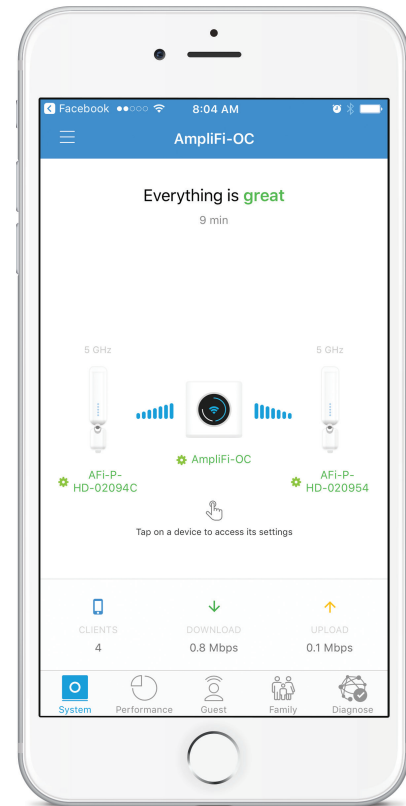 Facebook
8:04 AM
AmpliFi-OC
Everything is great
9 min
5 GHz
5 GHz
AmpliFi-OC
AFi-P-
HD-02094C
AFi-P-
HD-020954
Tap on a device to access its settings
CLIENTS
DOWNLOAD
UPLOAD
4
0.8 Mbps
0.1 Mbps
System
Performance
Guest
Family
Diagnose